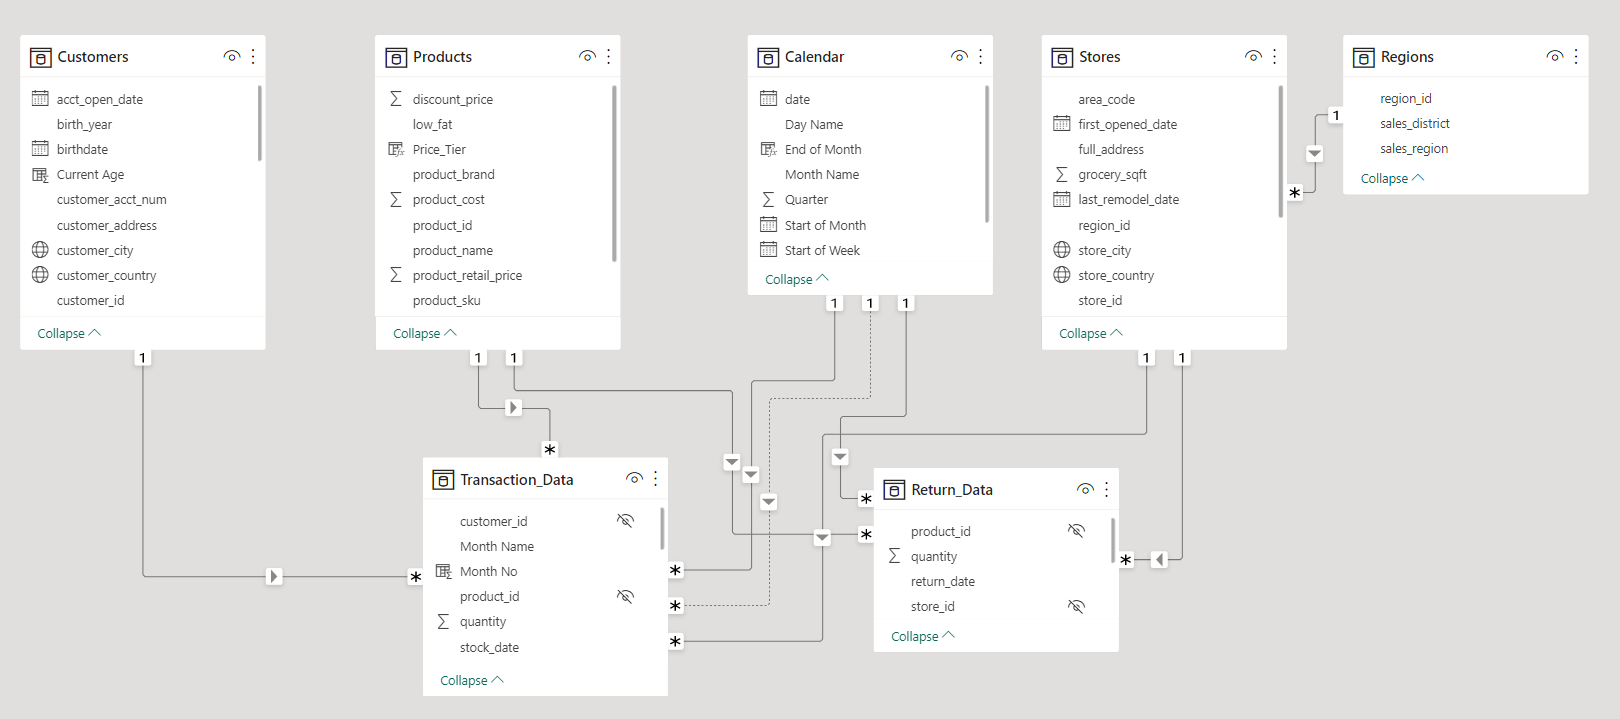 Customers
acct_open_date
birth_year
birthdate
Current Age
customer_acct_num
customer_address
customer_city
customer_country
customer_id
Collapse
1
Products
discount_price
low_fat
Price_Tier
product_brand
product_cost
product_id
product_name
product_retail_price
product_sku
Collapse
1 1
Calendar
date
Day Name
End of Month
Month Name
Quarter
Start of Month
Start of Week
Collapse
1 1 1
Stores
area_code
first_opened_date
full_address
grocery_sqft
last_remodel_date
region_id
store_city
store_country
store_id
Collapse
1 1
*
Regions
region_id
sales_district
sales_region
Collapse
1
Transaction_Data
customer_id
Month Name
Month No
product_id
quantity
stock_date
Collapse
*
*
*
*
*
Return_Data
product_id
quantity
return_date
store_id
Collapse
*
*
*